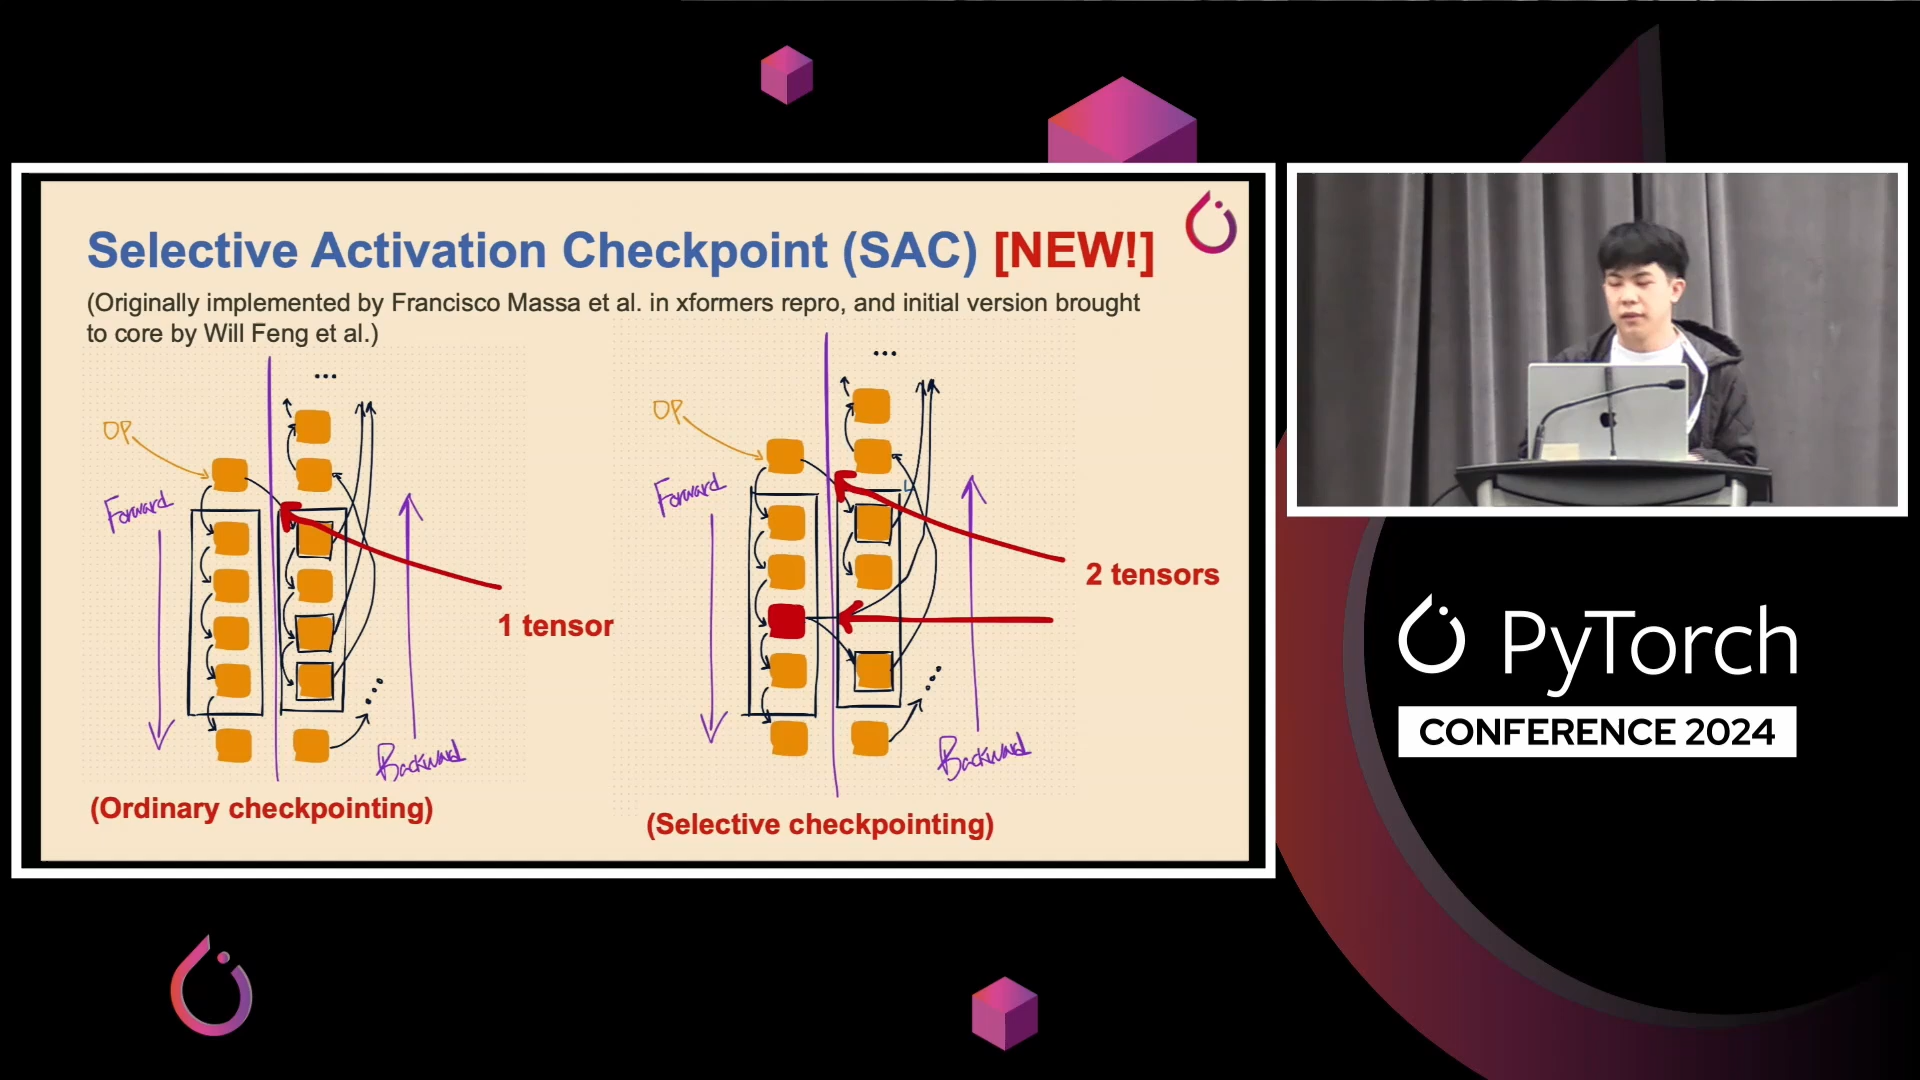 Selective Activation Checkpoint (SAC) [NEW!]
(Originally implemented by Francisco Massa et al. in xformers repro, and initial version brought
to core by Will Feng et al.)
...
OP
Forward
1 tensor
Backward
(Ordinary checkpointing)
...
OP
Forward
2 tensors
Backward
(Selective checkpointing)
PyTorch
CONFERENCE 2024